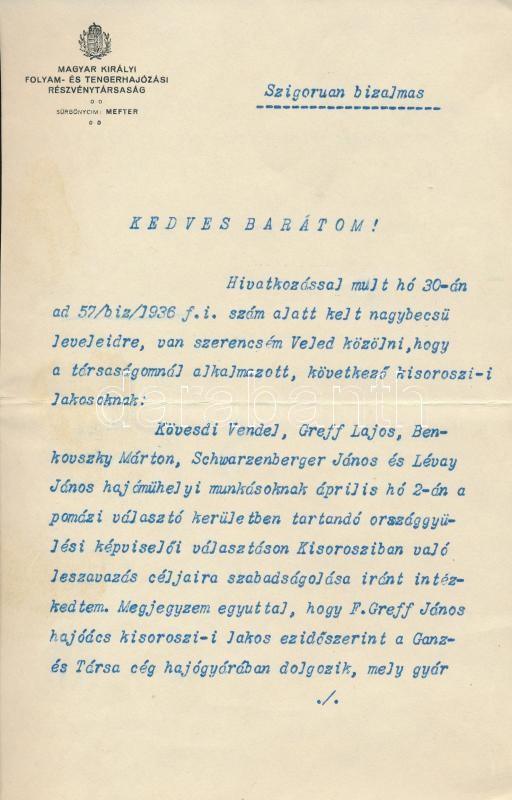 MAGYAR KIRÁLYI
FOLYAM- ÉS TENGERHAJÓZÁSI
RÉSZVÉNYTÁRSASÁG
SÜRGÖNYCIM: MEFTER
Szigoruan bizalmas
KEDVES BARÁTOM!
Hivatkozással mult hó 30-án
ad 57/biz/1936 f.i. szám alatt kelt nagybecsü
leveleidre, van szerencsém Veled közölni,hogy
a társaságomnál alkalmazott, következő kisoroszi-i
lakosoknak:
darabanth
Kövesdi Vendel, Greff Lajos, Ben-
kovszky Márton, Schwarzenberger János és Lévay
János hajómühelyi munkásoknak április hó 2-án a
pomázi választó kerületben tartandó országgyü-
lési képviselői választáson Kisorosziban való
leszavazás céljaira szabadságolása iránt intéz-
kedtem. Megjegyzem egyuttal, hogy F.Greff János
hajóács kisoroszi-i lakos ezidőszerint a Ganz-
és Társa cég hajógyárában dolgozik, mely gyár
./.